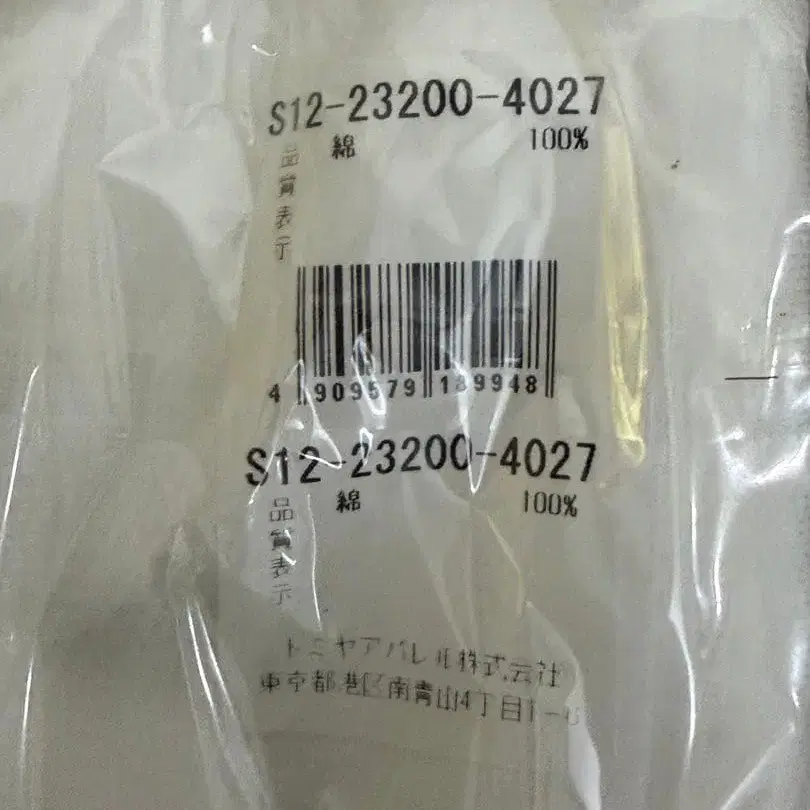 S12-23200-4027
綿 100%
品質表示
4 909579 189948
S12-23200-4027
綿 100%
品質表示
トミヤアパレル株式会社
東京都港区南青山4丁目1-